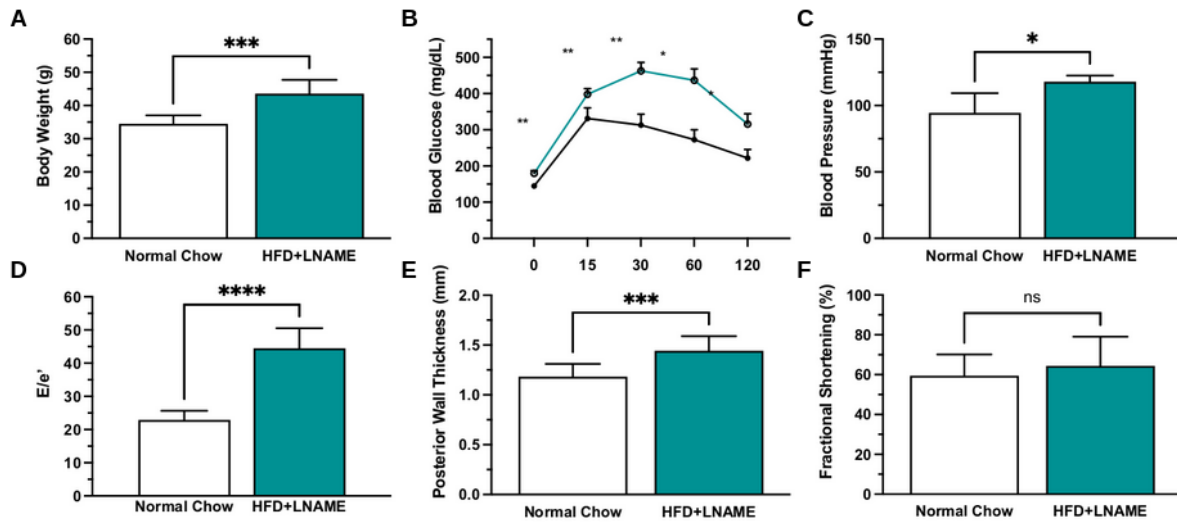 A
Body Weight (g)
60
50
40
30
20
10
0
***
Normal Chow
HFD+LNAME
B
Blood Glucose (mg/dL)
500
400
300
200
100
0
15
30
60
120
**
**
**
*
*
C
Blood Pressure (mmHg)
150
100
50
0
*
Normal Chow
HFD+LNAME
D
E/e'
60
50
40
30
20
10
0
****
Normal Chow
HFD+LNAME
E
Posterior Wall Thickness (mm)
2.0
1.5
1.0
0.5
0.0
***
Normal Chow
HFD+LNAME
F
Fractional Shortening (%)
100
80
60
40
20
0
ns
Normal Chow
HFD+LNAME